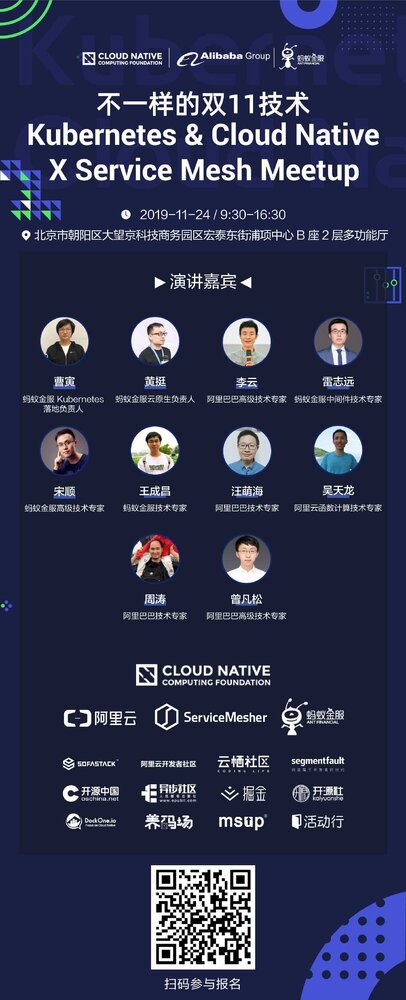 CLOUD NATIVE
COMPUTING FOUNDATION
Alibaba Group
蚂蚁金服
ANT FINANCIAL
不一样的双11技术
Kubernetes & Cloud Native
X Service Mesh Meetup
2019-11-24 / 9:30-16:30
北京市朝阳区大望京科技商务园区宏泰东街浦项中心 B 座 2 层多功能厅
演讲嘉宾
曹寅
黄挺
李云
雷志远
蚂蚁金服 Kubernetes
落地负责人
蚂蚁金服云原生负责人
阿里巴巴高级技术专家
蚂蚁金服中间件技术专家
宋顺
王成昌
汪萌海
吴天龙
蚂蚁金服高级技术专家
蚂蚁金服技术专家
阿里巴巴技术专家
阿里云函数计算技术专家
周涛
曾凡松
阿里巴巴技术专家
阿里巴巴高级技术专家
CLOUD NATIVE
COMPUTING FOUNDATION
阿里云
ServiceMesher
蚂蚁金服
ANT FINANCIAL
SOFASTACK
阿里云开发者社区
云栖社区
CODING LIFE
segmentfault
开源中国
oschina.net
异步社区
www.epubit.com
掘金
开源社
kaiyuanshe
DockOne.io
养码场
msup
活动行
扫码参与报名